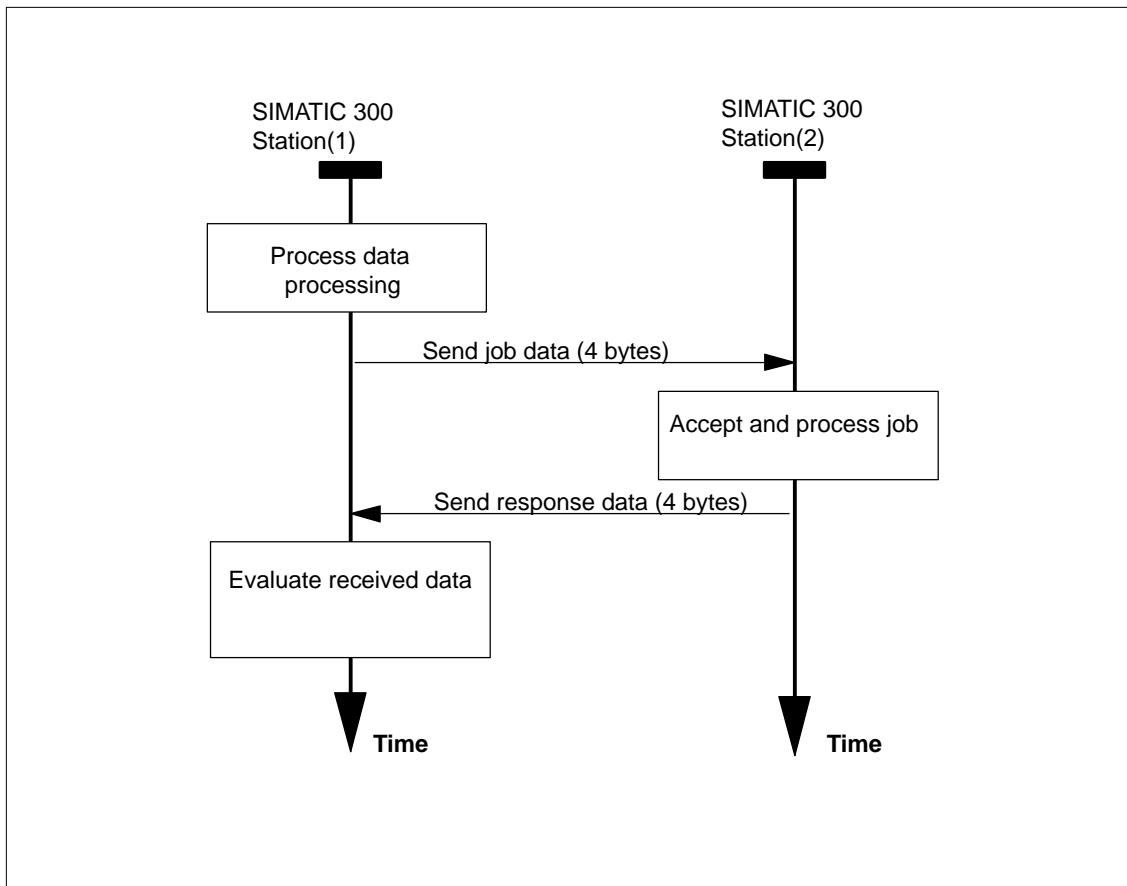 SIMATIC 300
Station(1)
SIMATIC 300
Station(2)
Process data
processing
Send job data (4 bytes)
Accept and process job
Send response data (4 bytes)
Evaluate received data
Time
Time